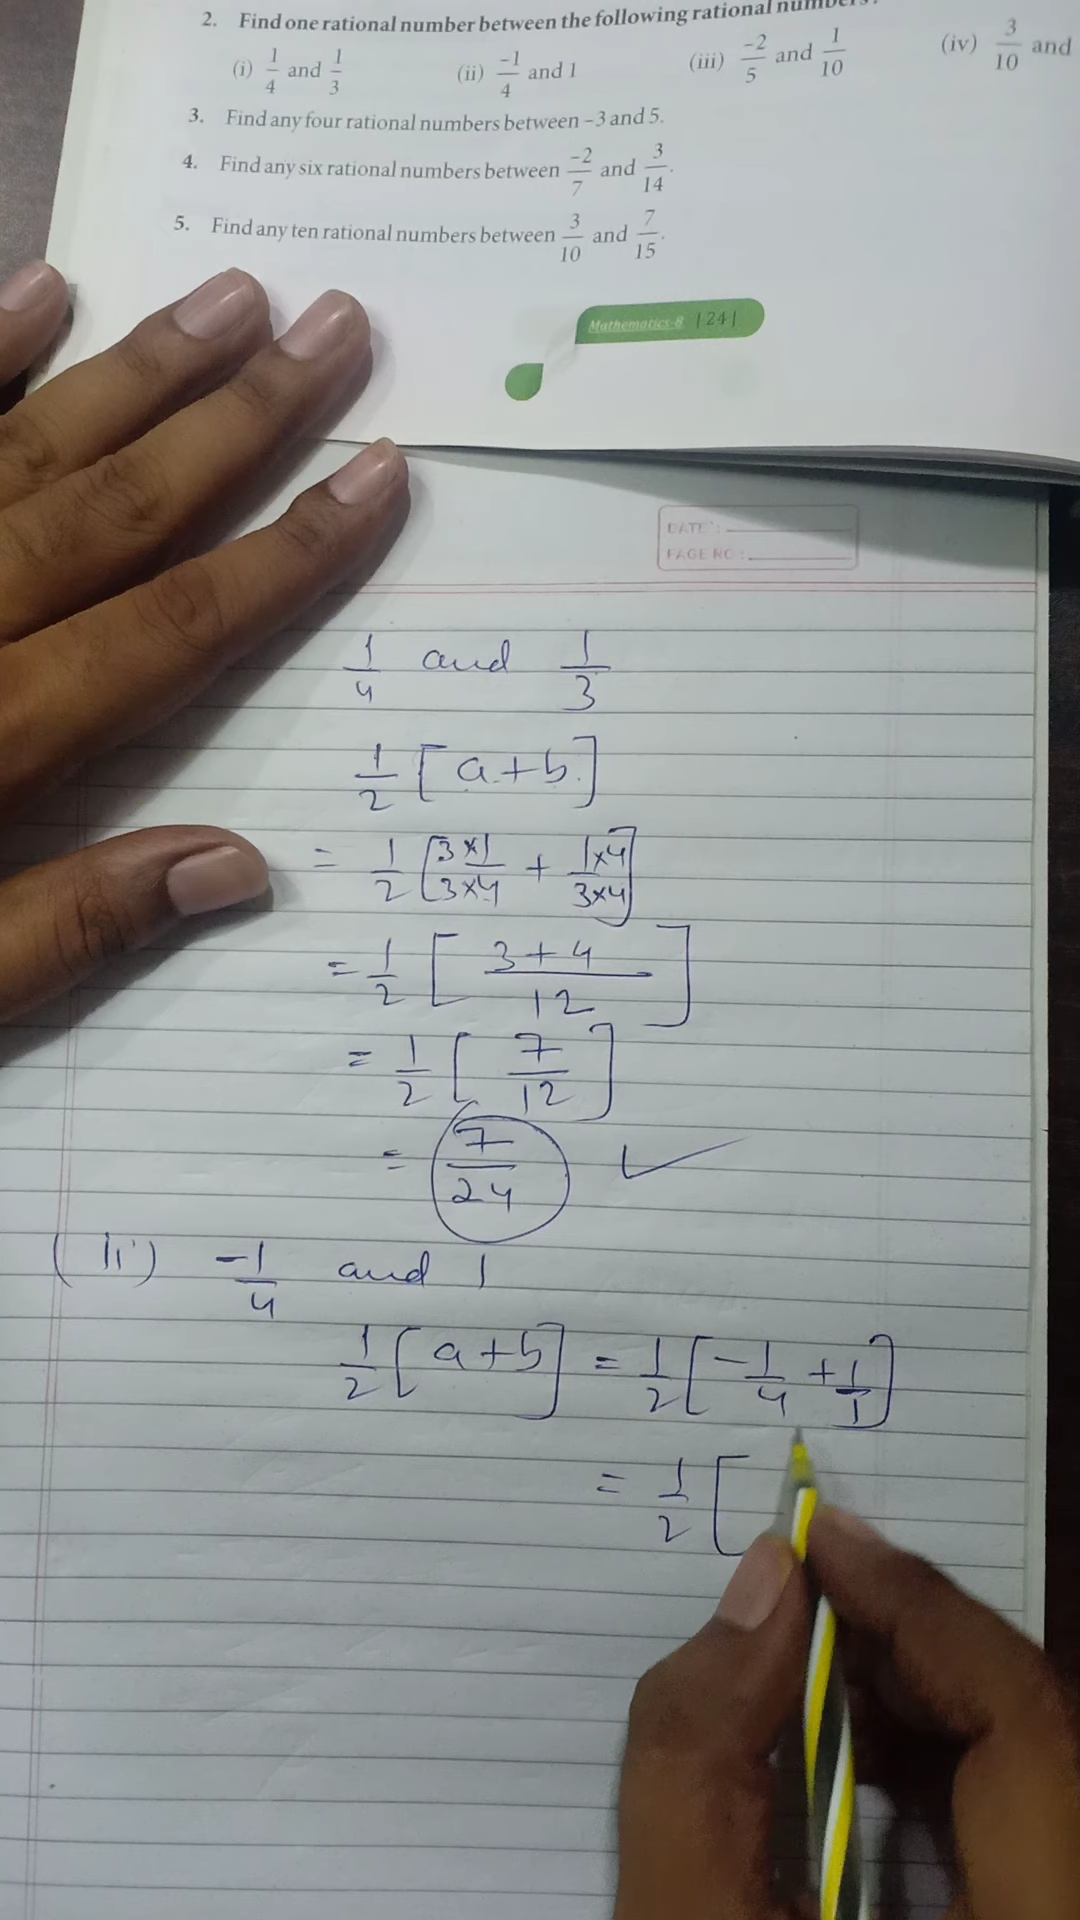 2. Find one rational number between the following rational numbers:
(i) 1/4 and 1/3 (ii) -1/4 and 1 (iii) -2/5 and 1/10 (iv) 3/10 and
3. Find any four rational numbers between -3 and 5.
4. Find any six rational numbers between -2/7 and 3/14.
5. Find any ten rational numbers between 3/10 and 7/15.
Mathematics-8 |24|
DATE :
PAGE NO :
1/4 and 1/3
1/2 [a+b]
= 1/2 [3×1/3×4 + 1×4/3×4]
= 1/2 [3+4/12]
= 1/2 [7/12]
= 7/24 ✓
(ii) -1/4 and 1
1/2 [a+b] = 1/2 [-1/4 + 1/1]
= 1/2 [